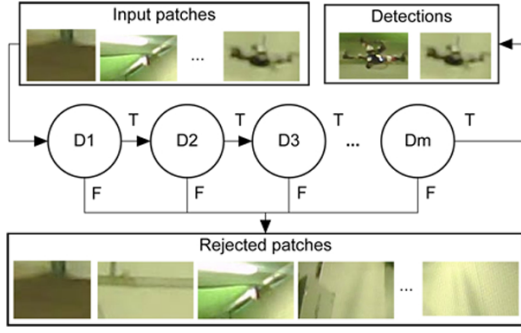 Input patches
Detections
...
T T T T
D1 D2 D3 ... Dm
F F F F
Rejected patches
...